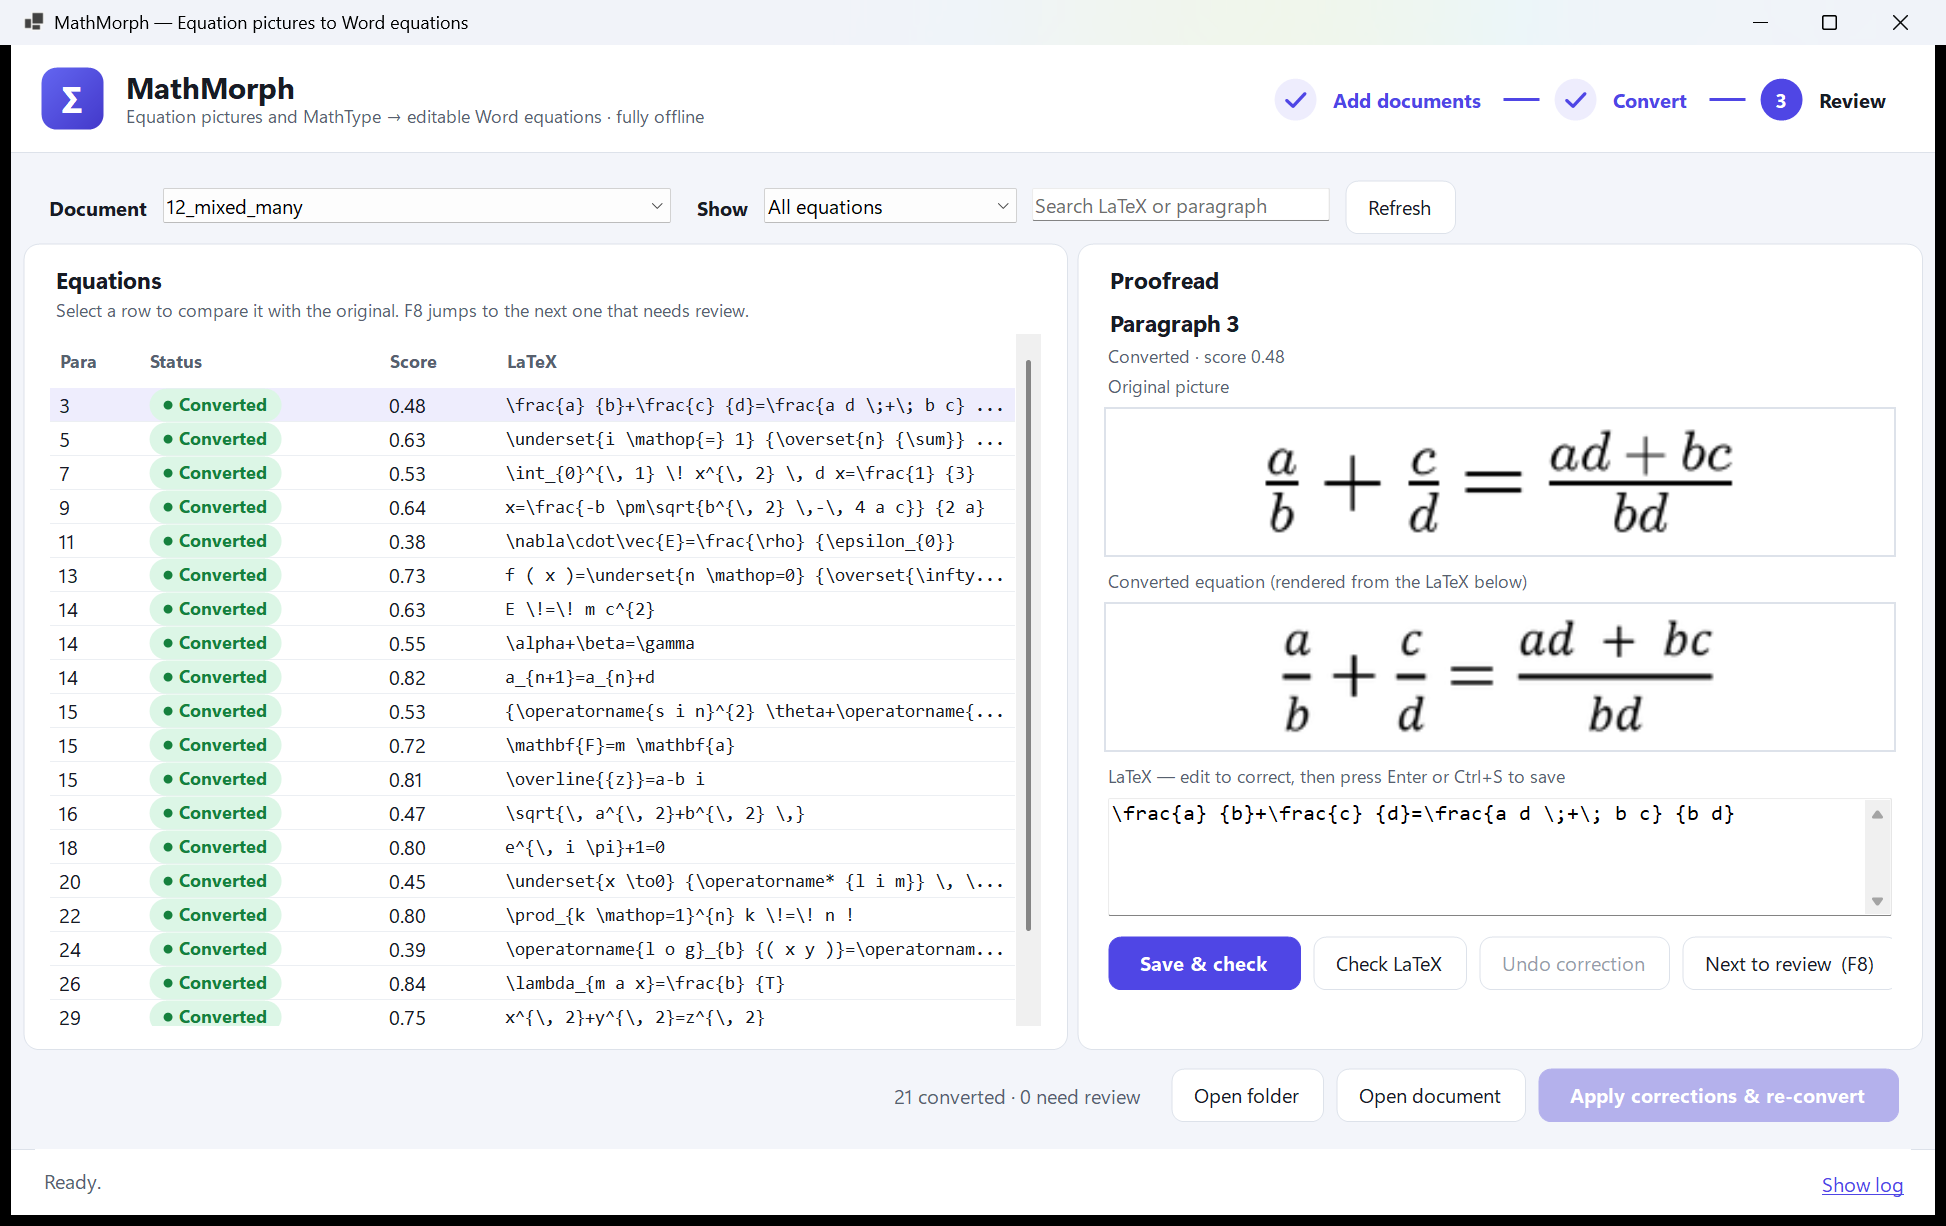 MathMorph — Equation pictures to Word equations
Σ
MathMorph
Equation pictures and MathType → editable Word equations · fully offline
✓ Add documents — ✓ Convert — 3 Review
Document 12_mixed_many Show All equations Search LaTeX or paragraph Refresh
Equations
Select a row to compare it with the original. F8 jumps to the next one that needs review.
Para Status Score LaTeX
3 Converted 0.48 \frac{a} {b}+\frac{c} {d}=\frac{a d \;+\; b c} ...
5 Converted 0.63 \underset{i \mathop{=} 1} {\overset{n} {\sum}} ...
7 Converted 0.53 \int_{0}^{\, 1} \! x^{\, 2} \, d x=\frac{1} {3}
9 Converted 0.64 x=\frac{-b \pm\sqrt{b^{\, 2} \,-\, 4 a c}} {2 a}
11 Converted 0.38 \nabla\cdot\vec{E}=\frac{\rho} {\epsilon_{0}}
13 Converted 0.73 f ( x )=\underset{n \mathop=0} {\overset{\infty...
14 Converted 0.63 E \!=\! m c^{2}
14 Converted 0.55 \alpha+\beta=\gamma
14 Converted 0.82 a_{n+1}=a_{n}+d
15 Converted 0.53 {\operatorname{s i n}^{2} \theta+\operatorname{...
15 Converted 0.72 \mathbf{F}=m \mathbf{a}
15 Converted 0.81 \overline{{z}}=a-b i
16 Converted 0.47 \sqrt{\, a^{\, 2}+b^{\, 2} \,}
18 Converted 0.80 e^{\, i \pi}+1=0
20 Converted 0.45 \underset{x \to0} {\operatorname* {l i m}} \, \...
22 Converted 0.80 \prod_{k \mathop=1}^{n} k \!=\! n !
24 Converted 0.39 \operatorname{l o g}_{b} {( x y )}=\operatornam...
26 Converted 0.84 \lambda_{m a x}=\frac{b} {T}
29 Converted 0.75 x^{\, 2}+y^{\, 2}=z^{\, 2}
Proofread
Paragraph 3
Converted · score 0.48
Original picture
a/b + c/d = (ad + bc)/bd
Converted equation (rendered from the LaTeX below)
a/b + c/d = (ad + bc)/bd
LaTeX — edit to correct, then press Enter or Ctrl+S to save
\frac{a} {b}+\frac{c} {d}=\frac{a d \;+\; b c} {b d}
Save & check Check LaTeX Undo correction Next to review (F8)
21 converted · 0 need review Open folder Open document Apply corrections & re-convert
Ready. Show log